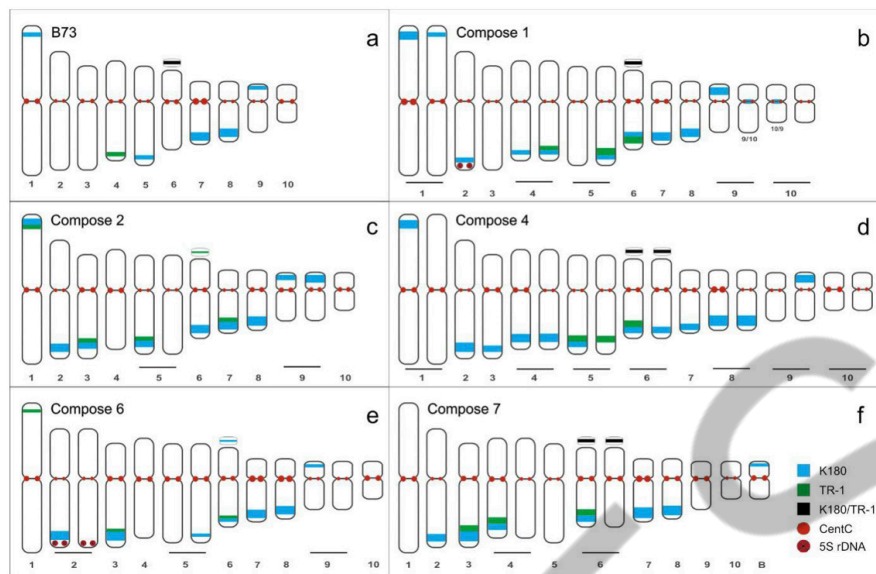 B73
a
1 2 3 4 5 6 7 8 9 10
Compose 1
b
9/10
10/9
1 2 3 4 5 6 7 8 9 10
Compose 2
c
1 2 3 4 5 6 7 8 9 10
Compose 4
d
1 2 3 4 5 6 7 8 9 10
Compose 6
e
1 2 3 4 5 6 7 8 9 10
Compose 7
f
1 2 3 4 5 6 7 8 9 10 B
K180
TR-1
K180/TR-1
CentC
5S rDNA